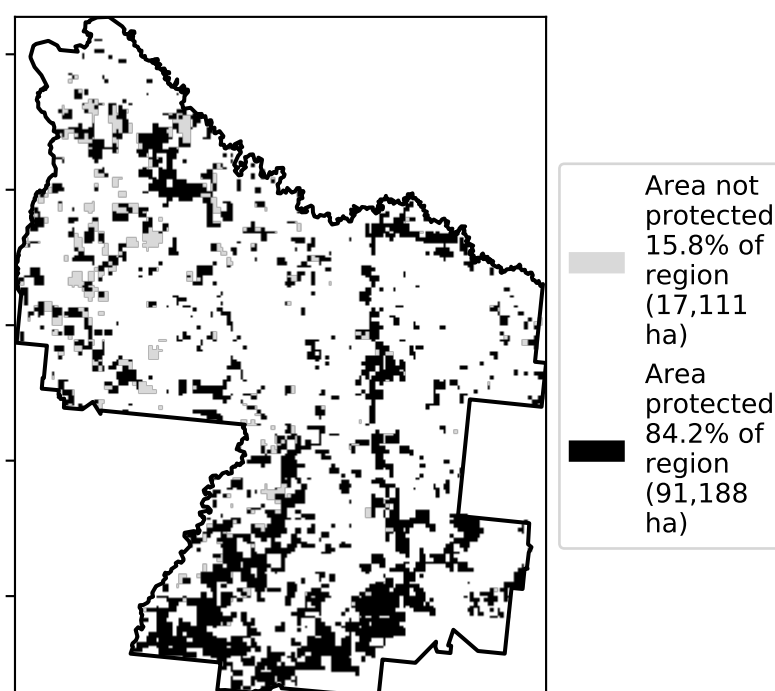 Area not
protected
15.8% of
region
(17,111
ha)
Area
protected
84.2% of
region
(91,188
ha)